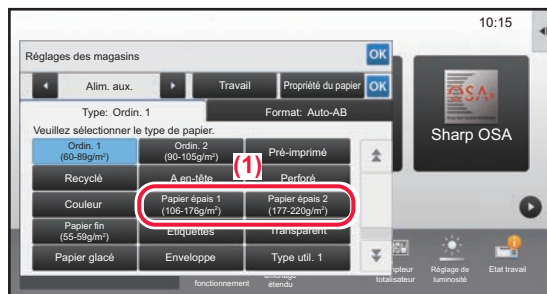 10:15
Réglages des magasins
OK
Alim. aux.
Travail
Propriété du papier
OK
Type: Ordin. 1
Format: Auto-AB
Veuillez sélectionner le type de papier.
Ordin. 1
(60-89g/m²)
Ordin. 2
(90-105g/m²)
Pré-imprimé
(1)
Recyclé
A en-tête
Perforé
Couleur
Papier épais 1
(106-176g/m²)
Papier épais 2
(177-220g/m²)
Papier fin
(55-59g/m²)
Etiquettes
Transparent
Papier glacé
Enveloppe
Type util. 1
Sharp OSA
fonctionnement
étendu
totalisateur
Réglage de
luminosité
Etat travail